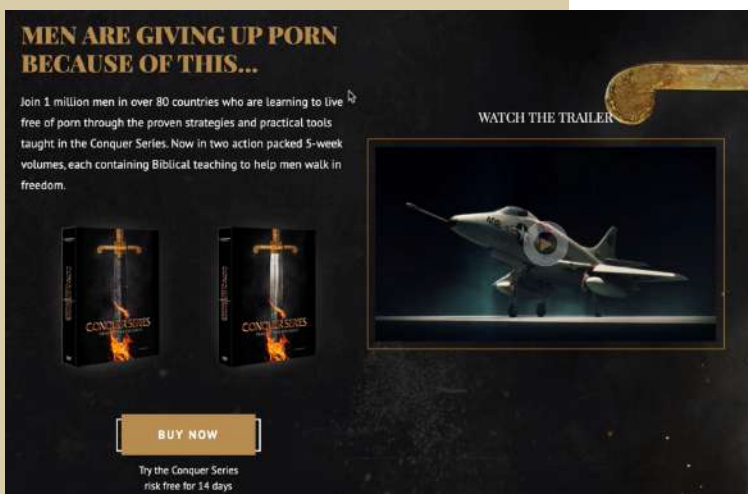 MEN ARE GIVING UP PORN
BECAUSE OF THIS...
Join 1 million men in over 80 countries who are learning to live
free of porn through the proven strategies and practical tools
taught in the Conquer Series. Now in two action packed 5-week
volumes, each containing Biblical teaching to help men walk in
freedom.
WATCH THE TRAILER
CONQUER SERIES
CONQUER SERIES
BUY NOW
Try the Conquer Series
risk free for 14 days